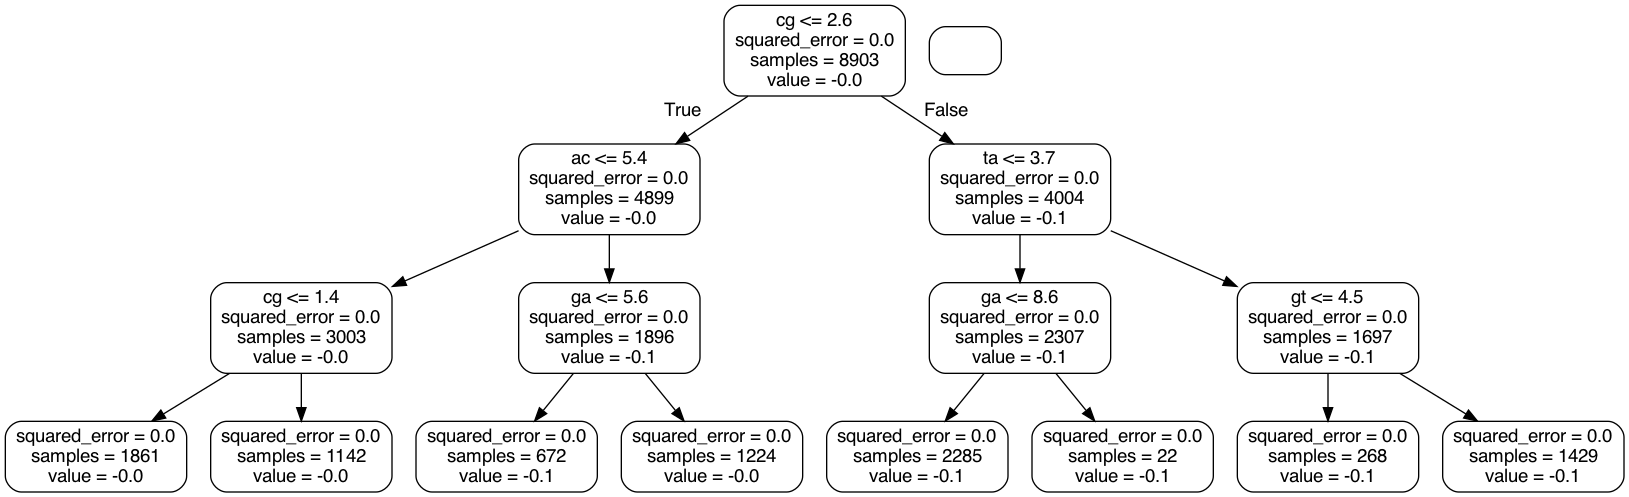 cg <= 2.6
squared_error = 0.0
samples = 8903
value = -0.0
True
False
ac <= 5.4
squared_error = 0.0
samples = 4899
value = -0.0
ta <= 3.7
squared_error = 0.0
samples = 4004
value = -0.1
cg <= 1.4
squared_error = 0.0
samples = 3003
value = -0.0
ga <= 5.6
squared_error = 0.0
samples = 1896
value = -0.1
ga <= 8.6
squared_error = 0.0
samples = 2307
value = -0.1
gt <= 4.5
squared_error = 0.0
samples = 1697
value = -0.1
squared_error = 0.0
samples = 1861
value = -0.0
squared_error = 0.0
samples = 1142
value = -0.0
squared_error = 0.0
samples = 672
value = -0.1
squared_error = 0.0
samples = 1224
value = -0.0
squared_error = 0.0
samples = 2285
value = -0.1
squared_error = 0.0
samples = 22
value = -0.1
squared_error = 0.0
samples = 268
value = -0.1
squared_error = 0.0
samples = 1429
value = -0.1